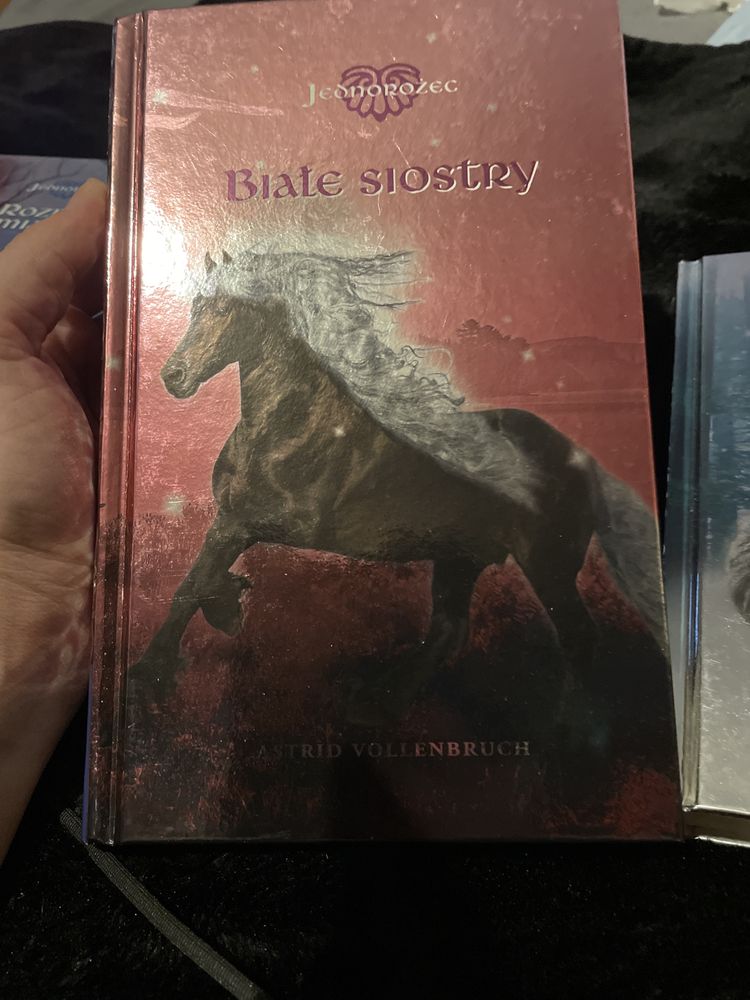 Jednorożec
Białe siostry
ASTRID VOLLENBRUCH